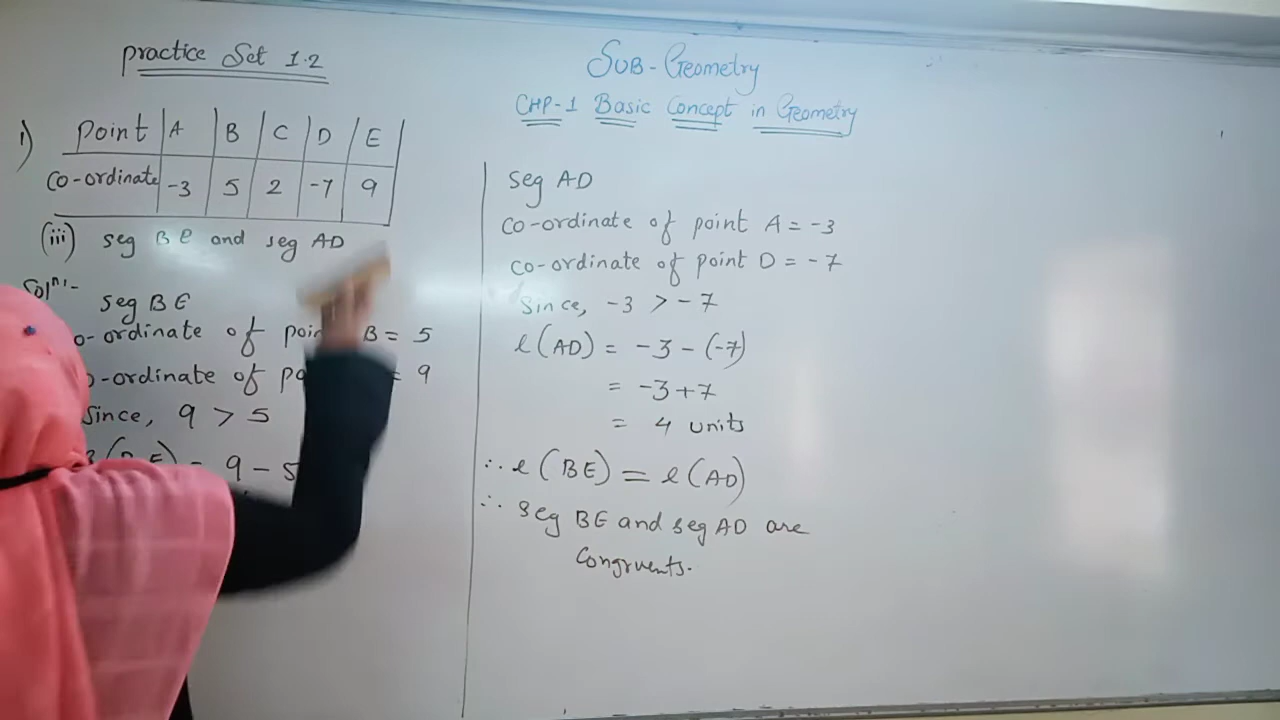 Practice Set 1.2
SUB - Geometry
CHP-1 Basic Concept in Geometry
1) Point A B C D E
Co-ordinate -3 5 2 -7 9
(iii) seg BE and seg AD
Solⁿ:-
seg BE
o-ordinate of B = 5
-ordinate of = 9
Since, 9 > 5
9 - 5
seg AD
Co-ordinate of point A = -3
Co-ordinate of point D = -7
Since, -3 > -7
l(AD) = -3 - (-7)
= -3+7
= 4 units
∴ l(BE) = l(AD)
∴ seg BE and seg AD are
Congruents.